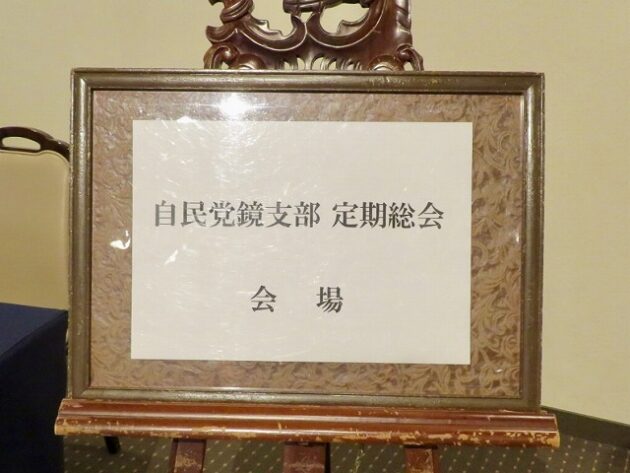 自民党鏡支部 定期総会
会 場